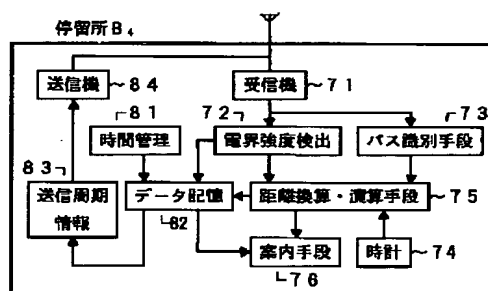 停留所B₄
送信機
84
受信機
71
81
72
73
時間管理
電界強度検出
バス識別手段
83
送信周期
情報
データ記憶
距離換算・演算手段
75
82
案内手段
時計
74
76